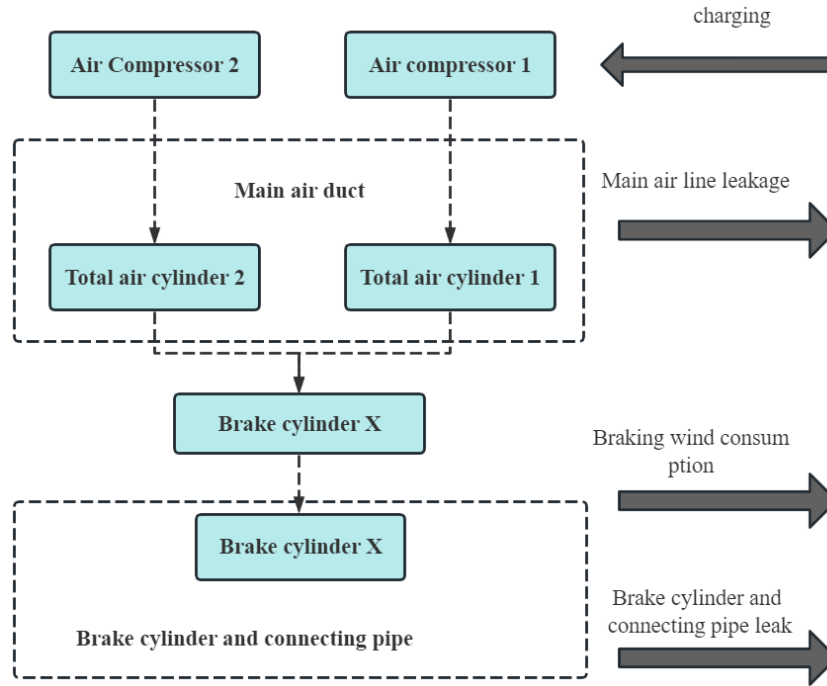 charging
Air Compressor 2
Air compressor 1
Main air duct
Main air line leakage
Total air cylinder 2
Total air cylinder 1
Brake cylinder X
Braking wind consum
ption
Brake cylinder X
Brake cylinder and connecting pipe
Brake cylinder and
connecting pipe leak